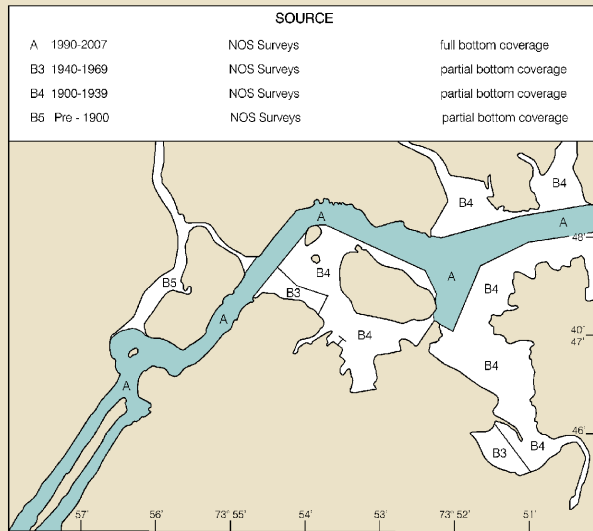 SOURCE
A 1990-2007 NOS Surveys full bottom coverage
B3 1940-1969 NOS Surveys partial bottom coverage
B4 1900-1939 NOS Surveys partial bottom coverage
B5 Pre - 1900 NOS Surveys partial bottom coverage
B4
B4
A
A
48'
B4
A
B5
B4
B3
A
B4
40°
47'
B4
A
46'
B4
B3
57' 56' 73° 55' 54' 53' 73° 52' 51'